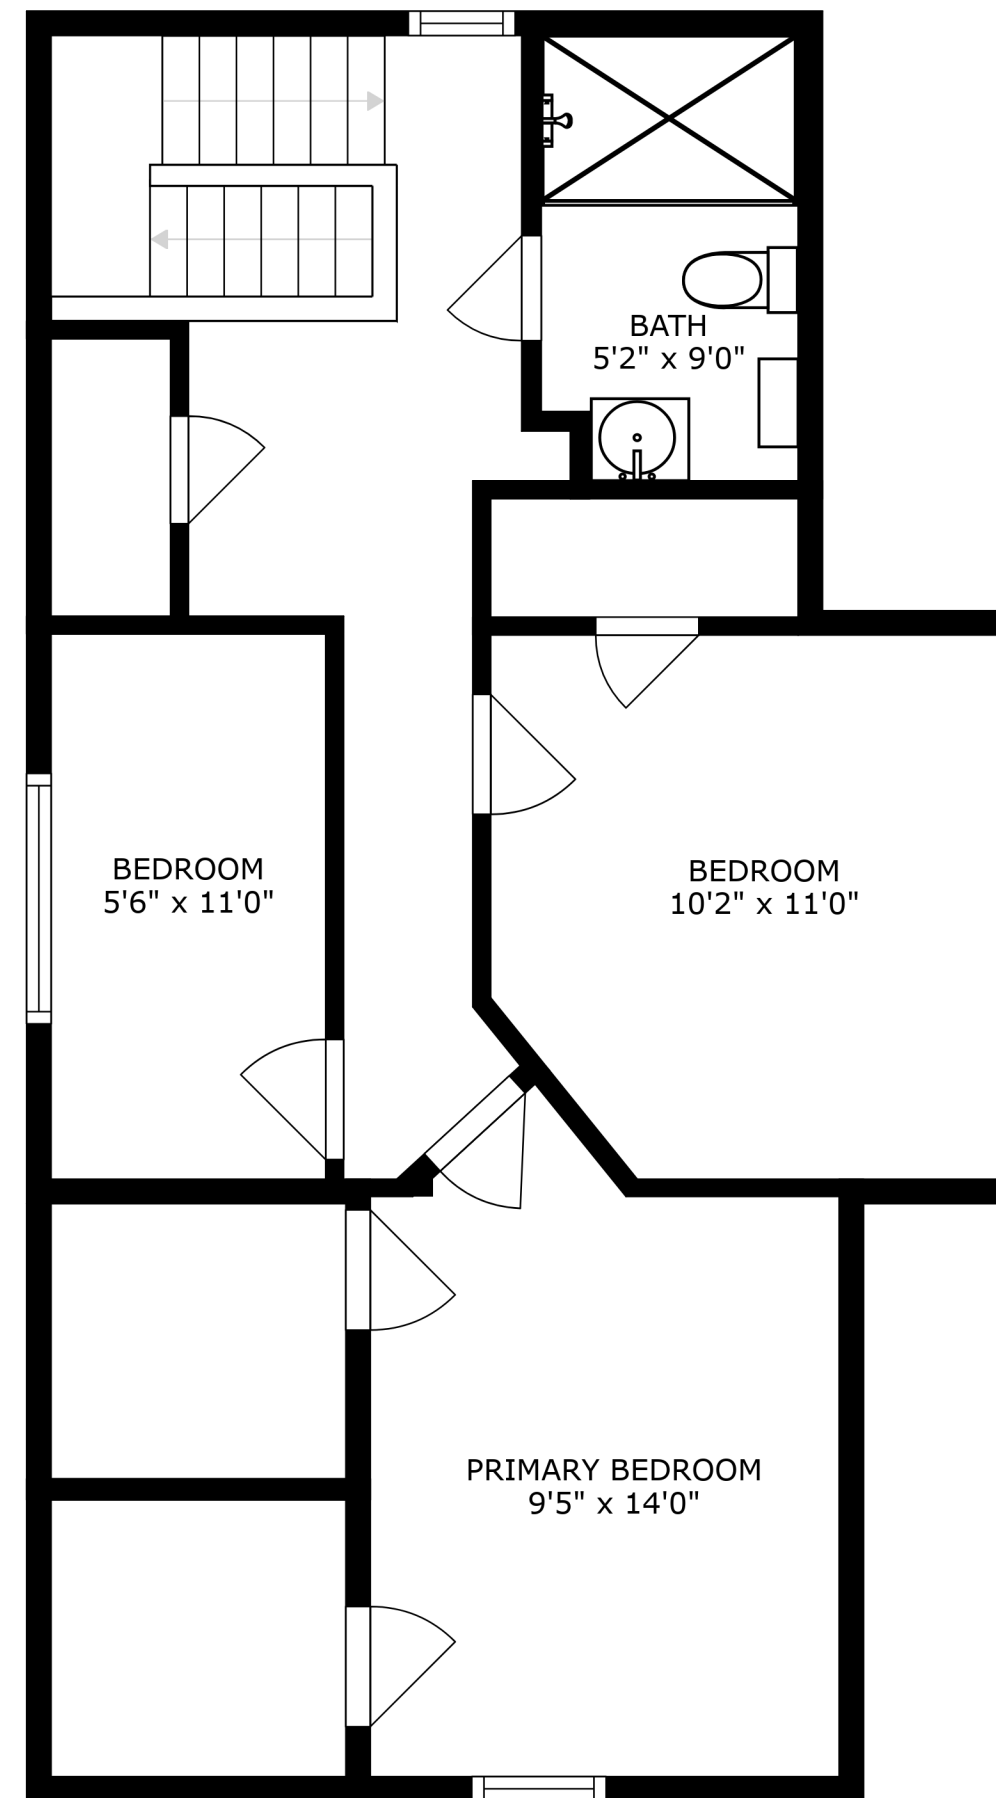 BATH
5'2" x 9'0"
BEDROOM
5'6" x 11'0"
BEDROOM
10'2" x 11'0"
PRIMARY BEDROOM
9'5" x 14'0"